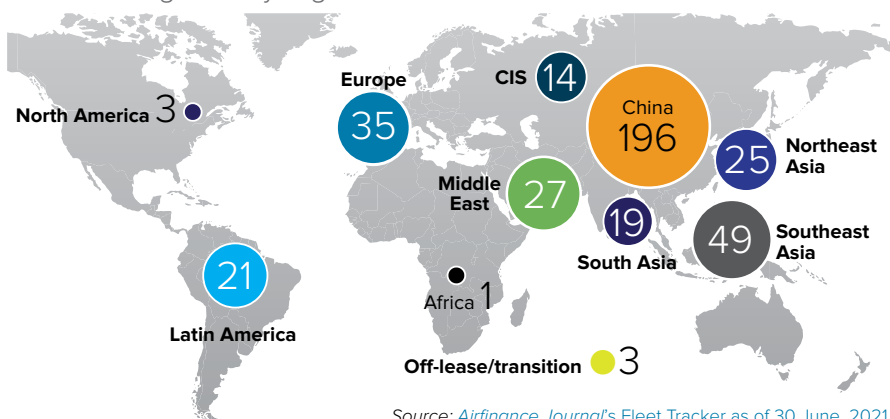 North America 3
Europe
35
CIS 14
China
196
25
Northeast
Asia
Middle
East
27
19
South Asia
49
Southeast
Asia
21
Latin America
Africa 1
Off-lease/transition 3
Source: Airfinance Journal's Fleet Tracker as of 30 June, 2021